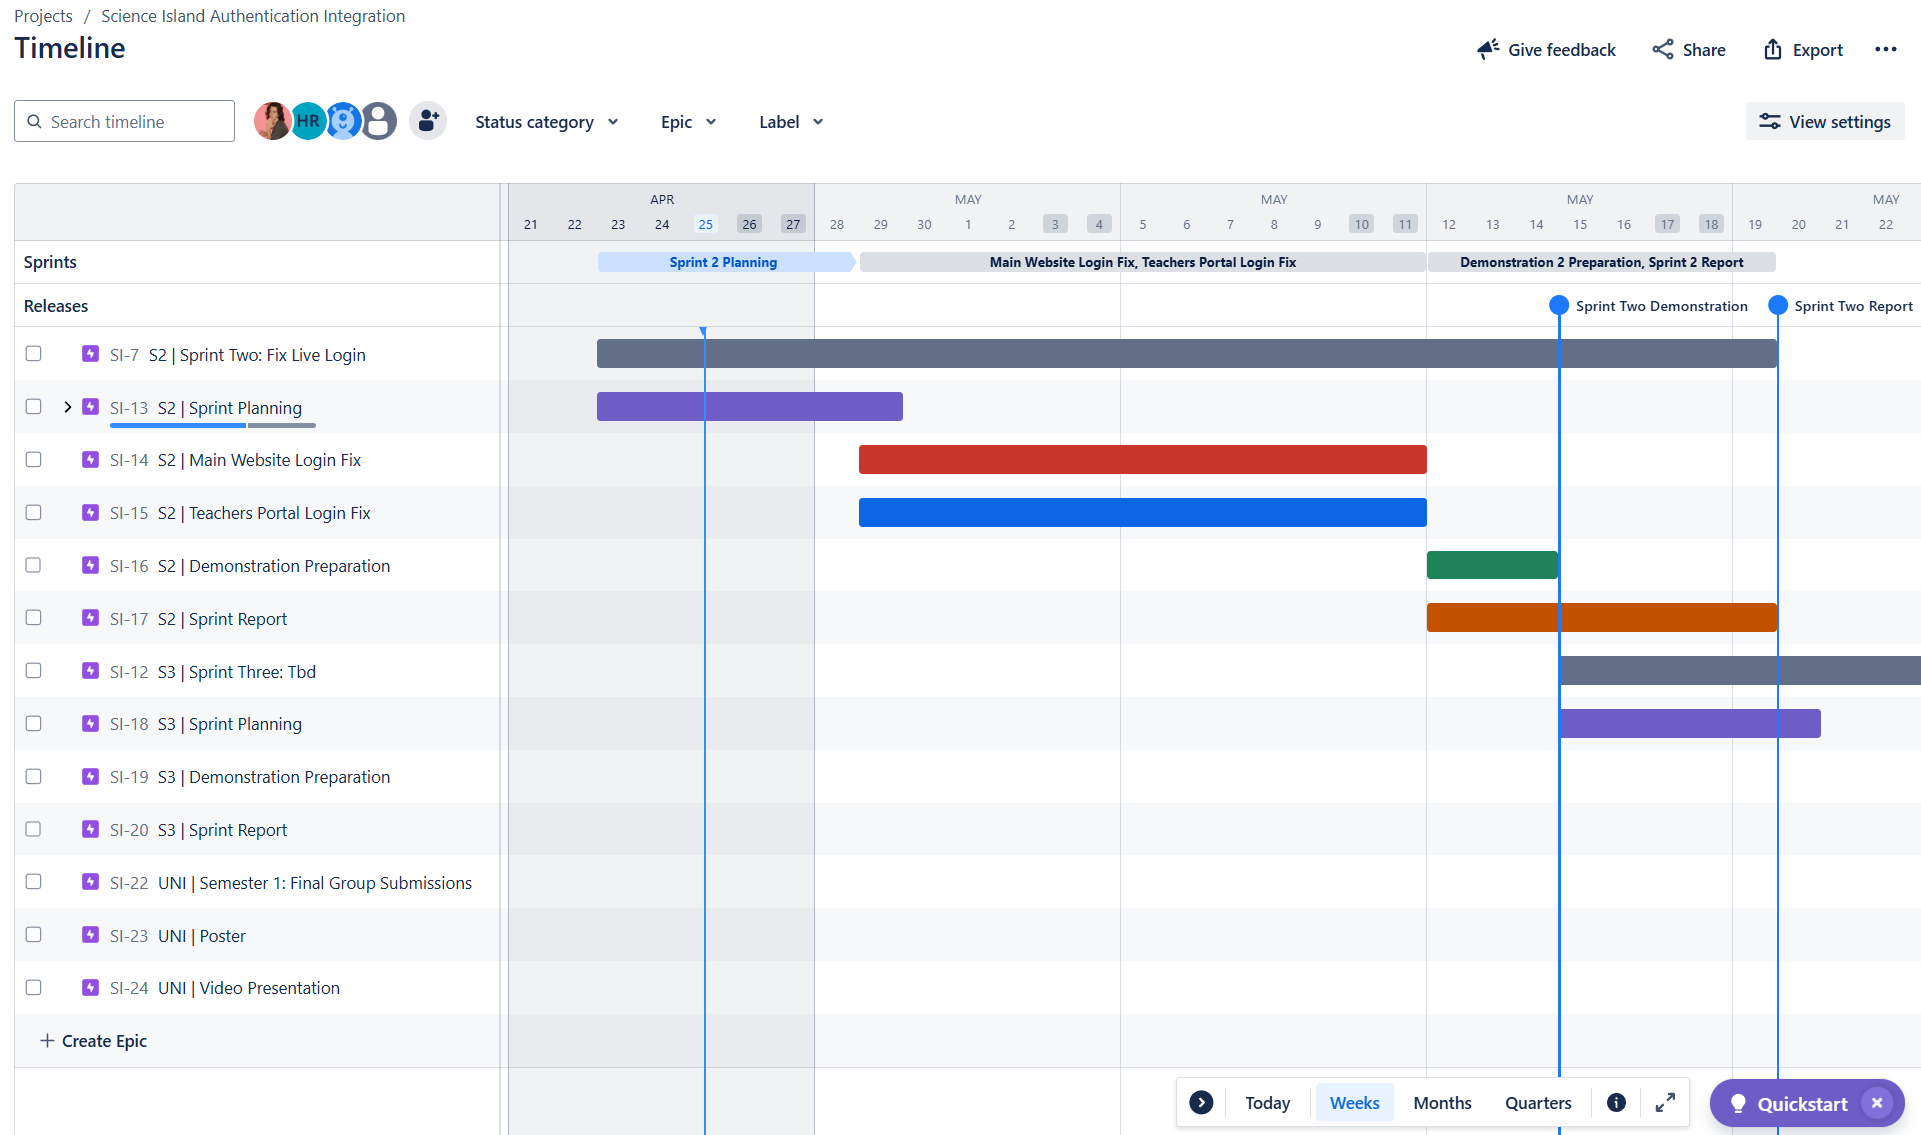 Projects / Science Island Authentication Integration
Timeline
Give feedback Share Export
Search timeline HR Status category Epic Label View settings
APR MAY MAY MAY MAY
21 22 23 24 25 26 27 28 29 30 1 2 3 4 5 6 7 8 9 10 11 12 13 14 15 16 17 18 19 20 21 22
Sprints Sprint 2 Planning Main Website Login Fix, Teachers Portal Login Fix Demonstration 2 Preparation, Sprint 2 Report
Releases Sprint Two Demonstration Sprint Two Report
SI-7 S2 | Sprint Two: Fix Live Login
SI-13 S2 | Sprint Planning
SI-14 S2 | Main Website Login Fix
SI-15 S2 | Teachers Portal Login Fix
SI-16 S2 | Demonstration Preparation
SI-17 S2 | Sprint Report
SI-12 S3 | Sprint Three: Tbd
SI-18 S3 | Sprint Planning
SI-19 S3 | Demonstration Preparation
SI-20 S3 | Sprint Report
SI-22 UNI | Semester 1: Final Group Submissions
SI-23 UNI | Poster
SI-24 UNI | Video Presentation
+ Create Epic
Today Weeks Months Quarters Quickstart